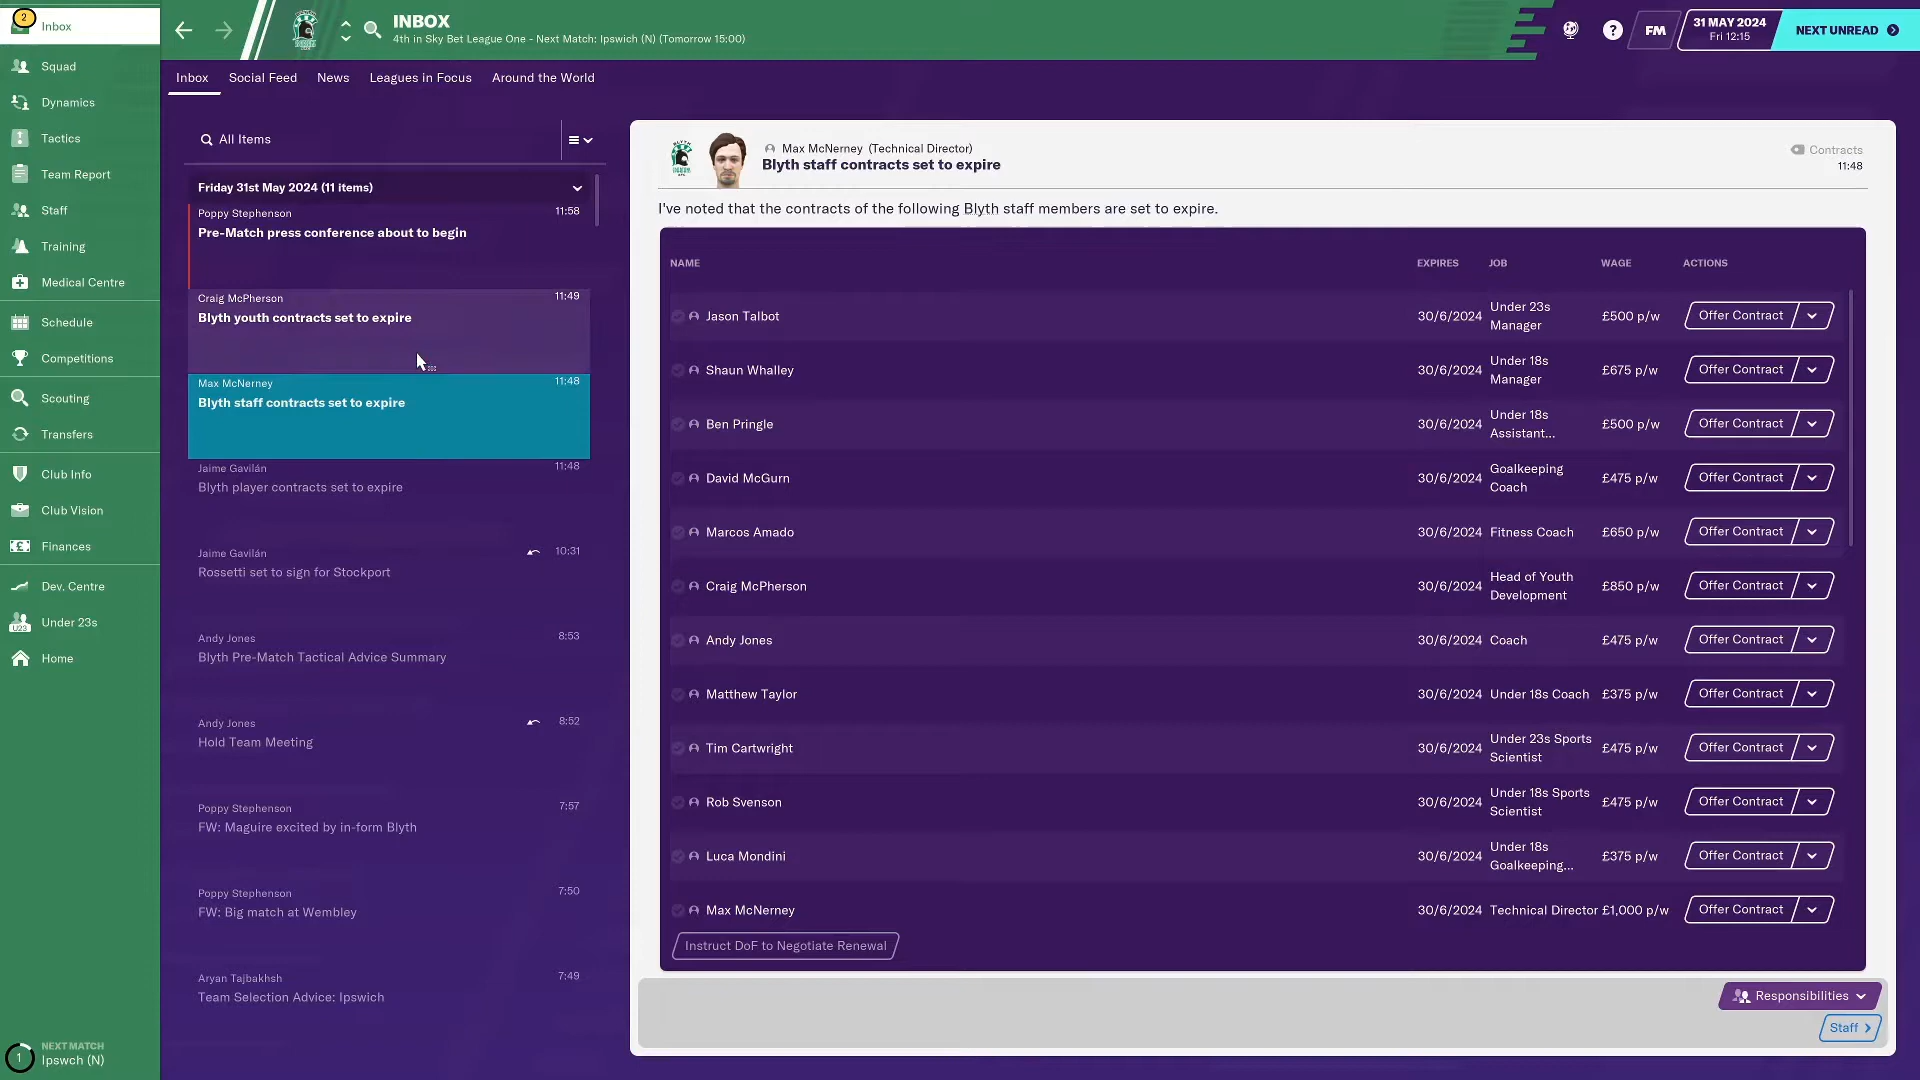 2
Inbox
Squad
Dynamics
Tactics
Team Report
Staff
Training
Medical Centre
Schedule
Competitions
Scouting
Transfers
Club Info
Club Vision
Finances
Dev. Centre
U23
Under 23s
Home
1
NEXT MATCH
Ipswch (N)
INBOX
4th in Sky Bet League One - Next Match: Ipswich (N) (Tomorrow 15:00)
?
FM
31 MAY 2024
Fri 12:15
NEXT UNREAD
Inbox Social Feed News Leagues in Focus Around the World
All Items
Friday 31st May 2024 (11 items)
Poppy Stephenson 11:58
Pre-Match press conference about to begin
Craig McPherson 11:49
Blyth youth contracts set to expire
Max McNerney 11:48
Blyth staff contracts set to expire
Jaime Gavilán 11:48
Blyth player contracts set to expire
Jaime Gavilán 10:31
Rossetti set to sign for Stockport
Andy Jones 8:53
Blyth Pre-Match Tactical Advice Summary
Andy Jones 8:52
Hold Team Meeting
Poppy Stephenson 7:57
FW: Maguire excited by in-form Blyth
Poppy Stephenson 7:50
FW: Big match at Wembley
Aryan Tajbakhsh 7:49
Team Selection Advice: Ipswich
Max McNerney (Technical Director)
Blyth staff contracts set to expire
Contracts
11:48
I've noted that the contracts of the following Blyth staff members are set to expire.
NAME EXPIRES JOB WAGE ACTIONS
Jason Talbot 30/6/2024 Under 23s Manager £500 p/w Offer Contract
Shaun Whalley 30/6/2024 Under 18s Manager £675 p/w Offer Contract
Ben Pringle 30/6/2024 Under 18s Assistant... £500 p/w Offer Contract
David McGurn 30/6/2024 Goalkeeping Coach £475 p/w Offer Contract
Marcos Amado 30/6/2024 Fitness Coach £650 p/w Offer Contract
Craig McPherson 30/6/2024 Head of Youth Development £850 p/w Offer Contract
Andy Jones 30/6/2024 Coach £475 p/w Offer Contract
Matthew Taylor 30/6/2024 Under 18s Coach £375 p/w Offer Contract
Tim Cartwright 30/6/2024 Under 23s Sports Scientist £475 p/w Offer Contract
Rob Svenson 30/6/2024 Under 18s Sports Scientist £475 p/w Offer Contract
Luca Mondini 30/6/2024 Under 18s Goalkeeping... £375 p/w Offer Contract
Max McNerney 30/6/2024 Technical Director £1,000 p/w Offer Contract
Instruct DoF to Negotiate Renewal
Responsibilities
Staff